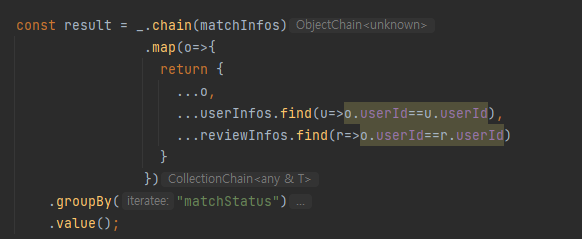 const result = _.chain(matchInfos) ObjectChain<unknown>
.map(o=>{
return {
...o,
...userInfos.find(u=>o.userId==u.userId),
...reviewInfos.find(r=>o.userId==r.userId)
}
}) CollectionChain<any & T>
.groupBy( iteratee: "matchStatus") ...
.value();